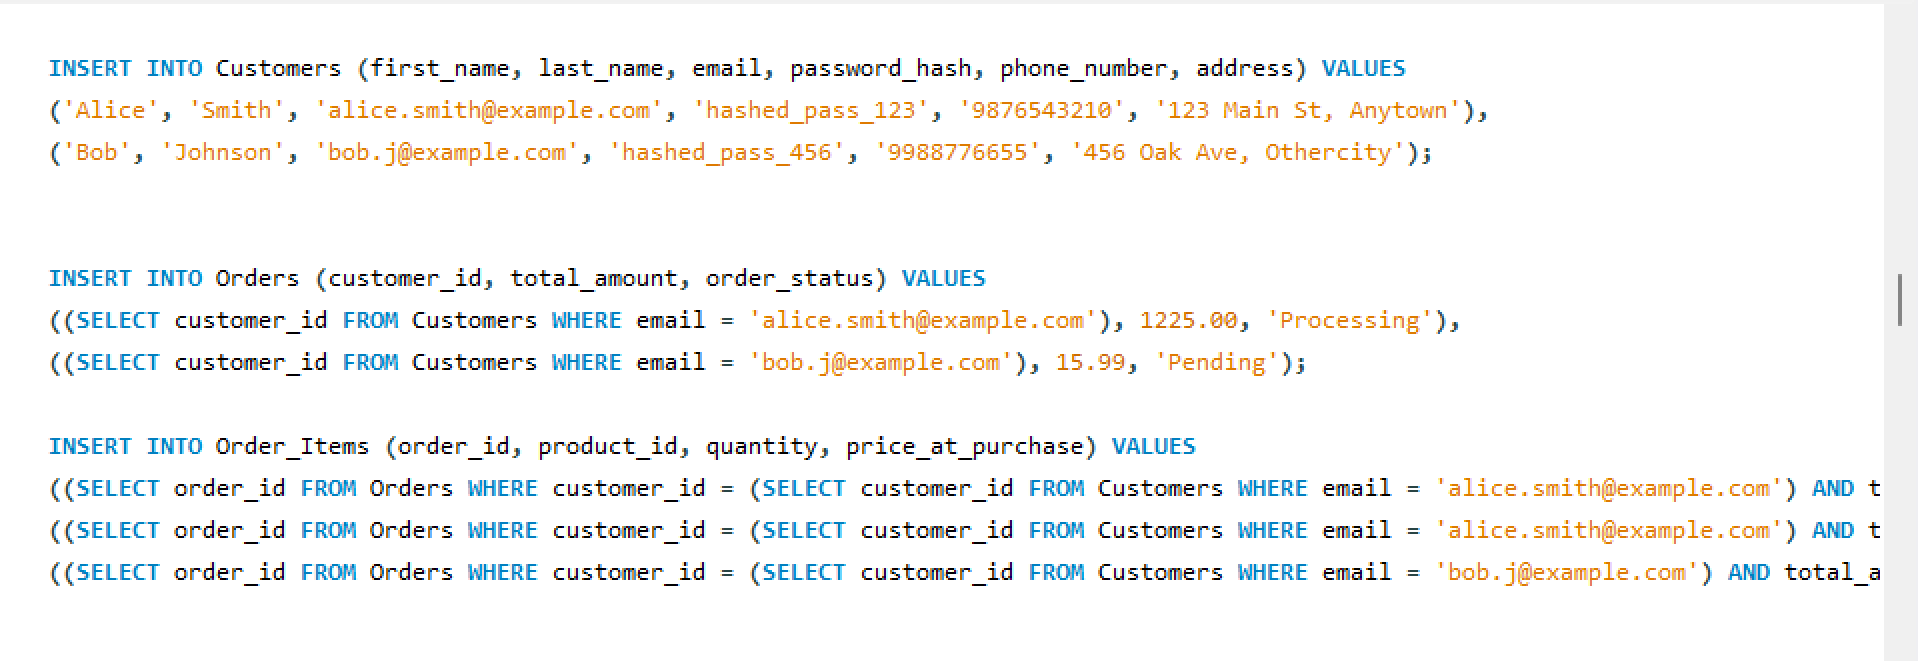 INSERT INTO Customers (first_name, last_name, email, password_hash, phone_number, address) VALUES
('Alice', 'Smith', 'alice.smith@example.com', 'hashed_pass_123', '9876543210', '123 Main St, Anytown'),
('Bob', 'Johnson', 'bob.j@example.com', 'hashed_pass_456', '9988776655', '456 Oak Ave, Othercity');
INSERT INTO Orders (customer_id, total_amount, order_status) VALUES
((SELECT customer_id FROM Customers WHERE email = 'alice.smith@example.com'), 1225.00, 'Processing'),
((SELECT customer_id FROM Customers WHERE email = 'bob.j@example.com'), 15.99, 'Pending');
INSERT INTO Order_Items (order_id, product_id, quantity, price_at_purchase) VALUES
((SELECT order_id FROM Orders WHERE customer_id = (SELECT customer_id FROM Customers WHERE email = 'alice.smith@example.com') AND t
((SELECT order_id FROM Orders WHERE customer_id = (SELECT customer_id FROM Customers WHERE email = 'alice.smith@example.com') AND t
((SELECT order_id FROM Orders WHERE customer_id = (SELECT customer_id FROM Customers WHERE email = 'bob.j@example.com') AND total_a